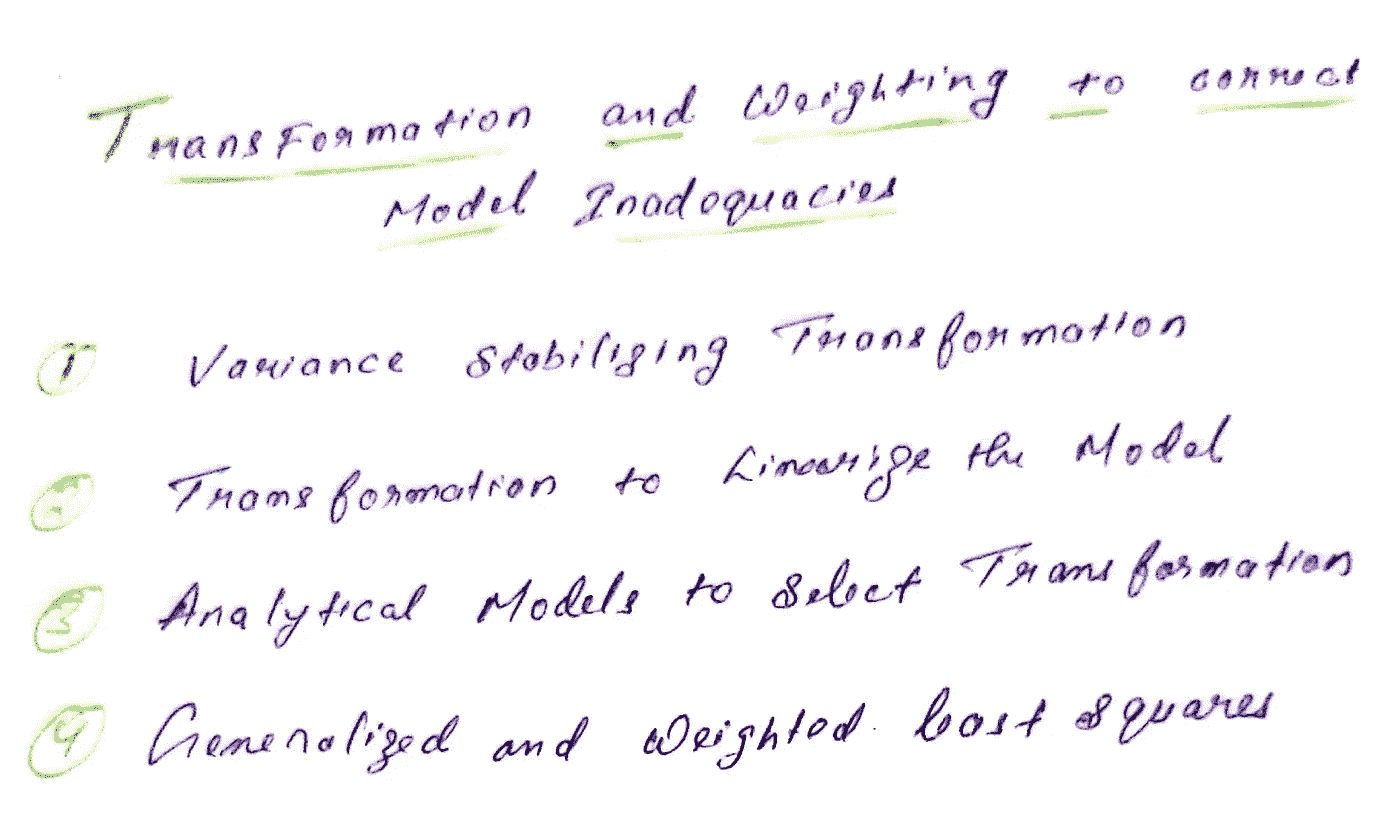 Transformation and Weighting to correct
Model Inadequacies
1 Variance Stabilizing Transformation
2 Transformation to Linearize the Model
3 Analytical Models to Select Transformation
4 Generalized and Weighted least squares